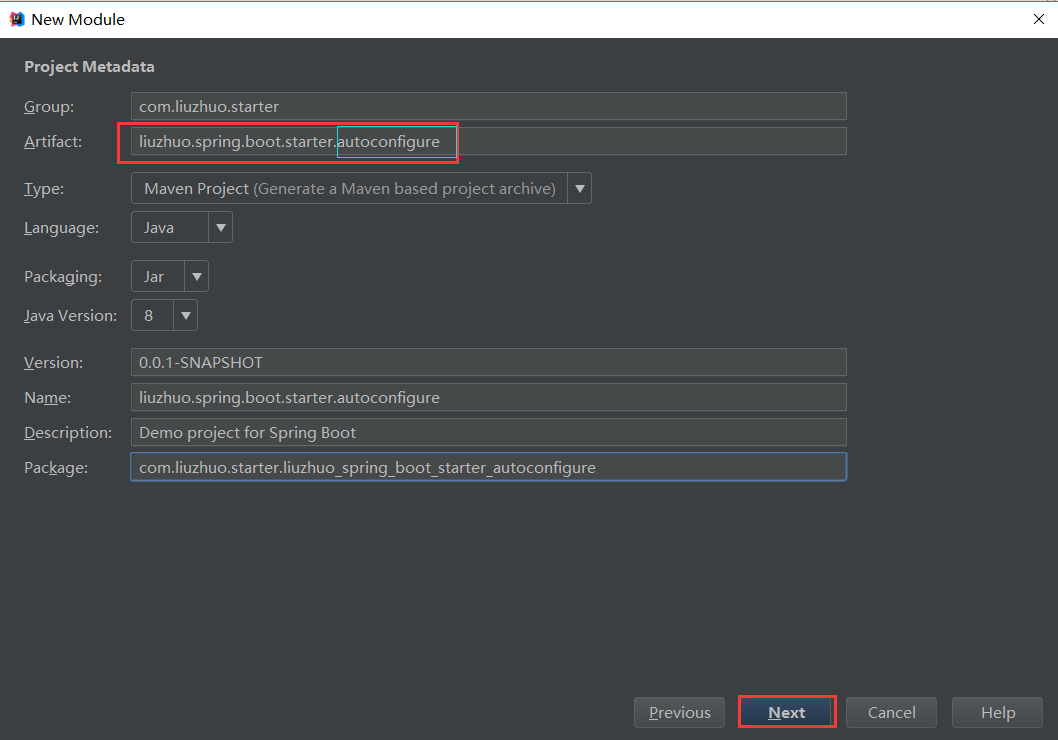 New Module
Project Metadata
Group: com.liuzhuo.starter
Artifact: liuzhuo.spring.boot.starter.autoconfigure
Type: Maven Project (Generate a Maven based project archive)
Language: Java
Packaging: Jar
Java Version: 8
Version: 0.0.1-SNAPSHOT
Name: liuzhuo.spring.boot.starter.autoconfigure
Description: Demo project for Spring Boot
Package: com.liuzhuo.starter.liuzhuo_spring_boot_starter_autoconfigure
Previous Next Cancel Help